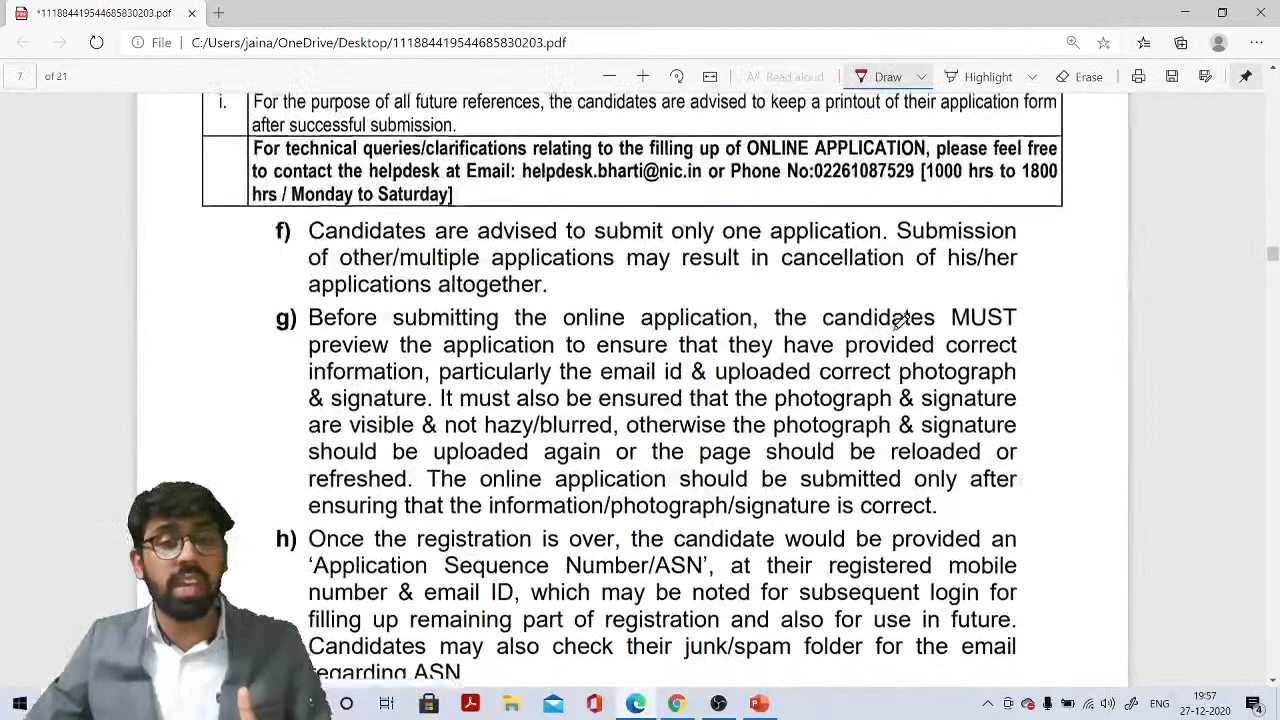 *111884419544685830203.pdf
File
C:/Users/jaina/OneDrive/Desktop/111884419544685830203.pdf
7 of 21
Read aloud
Draw
Highlight
Erase
i. For the purpose of all future references, the candidates are advised to keep a printout of their application form
after successful submission.
For technical queries/clarifications relating to the filling up of ONLINE APPLICATION, please feel free
to contact the helpdesk at Email: helpdesk.bharti@nic.in or Phone No:02261087529 [1000 hrs to 1800
hrs / Monday to Saturday]
f) Candidates are advised to submit only one application. Submission
of other/multiple applications may result in cancellation of his/her
applications altogether.
g) Before submitting the online application, the candidates MUST
preview the application to ensure that they have provided correct
information, particularly the email id & uploaded correct photograph
& signature. It must also be ensured that the photograph & signature
are visible & not hazy/blurred, otherwise the photograph & signature
should be uploaded again or the page should be reloaded or
refreshed. The online application should be submitted only after
ensuring that the information/photograph/signature is correct.
h) Once the registration is over, the candidate would be provided an
‘Application Sequence Number/ASN’, at their registered mobile
number & email ID, which may be noted for subsequent login for
filling up remaining part of registration and also for use in future.
Candidates may also check their junk/spam folder for the email
regarding ASN
ENG
19:57
27-12-2020
4